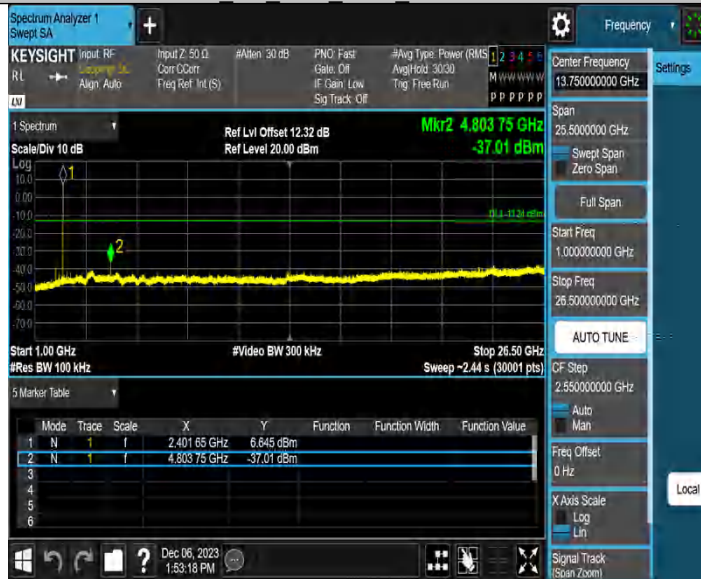 Spectrum Analyzer 1
Swept SA
Frequency
Settings
KEYSIGHT
RL
LXI
Input: RF
Align: Auto
Input Z: 50 Ω
Corr CCorr
Freq Ref: Int (S)
#Atten: 30 dB
PNO: Fast
Gate: Off
IF Gain: Low
Sig Track: Off
#Avg Type: Power (RMS
Avg|Hold: 30/30
Trig: Free Run
1 2 3 4 5 6
M W W W W W
P P P P P P
1 Spectrum
Scale/Div 10 dB
Log
Ref Lvl Offset 12.32 dB
Ref Level 20.00 dBm
Mkr2 4.803 75 GHz
-37.01 dBm
10.0
0.00
-10.0
-20.0
-30.0
-40.0
-50.0
-60.0
-70.0
1
2
Start 1.00 GHz
#Res BW 100 kHz
#Video BW 300 kHz
Stop 26.50 GHz
Sweep ~2.44 s (30001 pts)
5 Marker Table
Mode Trace Scale X Y Function Function Width Function Value
1 N 1 f 2.401 65 GHz 6.645 dBm
2 N 1 f 4.803 75 GHz -37.01 dBm
3
4
5
6
?
Dec 06, 2023
1:53:18 PM
Center Frequency
13.750000000 GHz
Span
25.5000000 GHz
Swept Span
Zero Span
Full Span
Start Freq
1.000000000 GHz
Stop Freq
26.500000000 GHz
AUTO TUNE
CF Step
2.550000000 GHz
Auto
Man
Freq Offset
0 Hz
X Axis Scale
Log
Lin
Signal Track
(Span Zoom)
Local